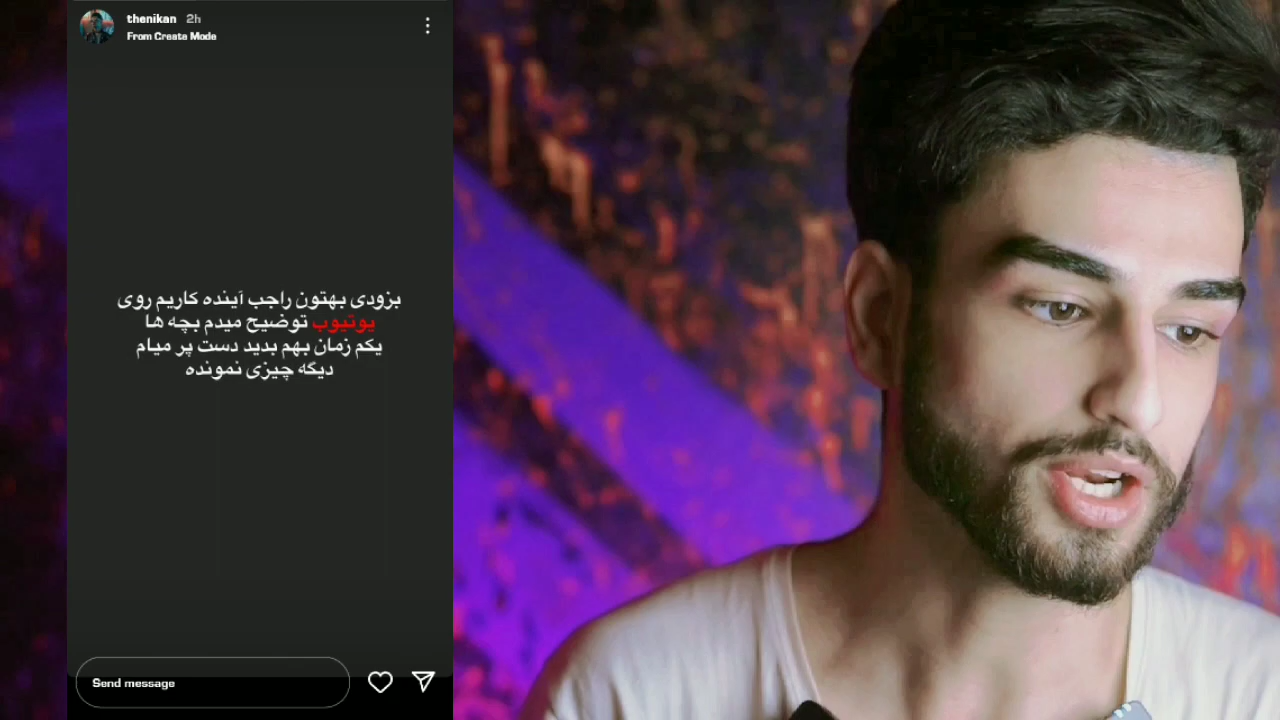 thenikan 2h
From Create Mode
بزودی بهتون راجب آینده کاریم روی
یوتیوب توضیح میدم بچه ها
یکم زمان بهم بدید دست پر میام
دیگه چیزی نمونده
Send message